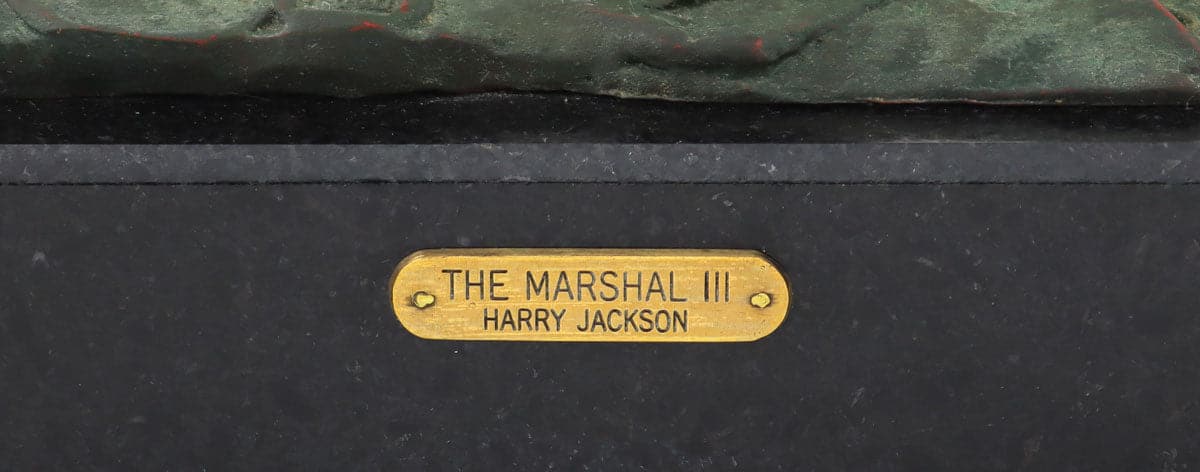 THE MARSHAL III
HARRY JACKSON